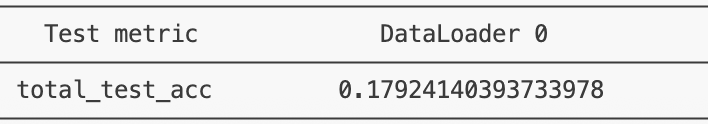 Test metric DataLoader 0
total_test_acc 0.17924140393733978